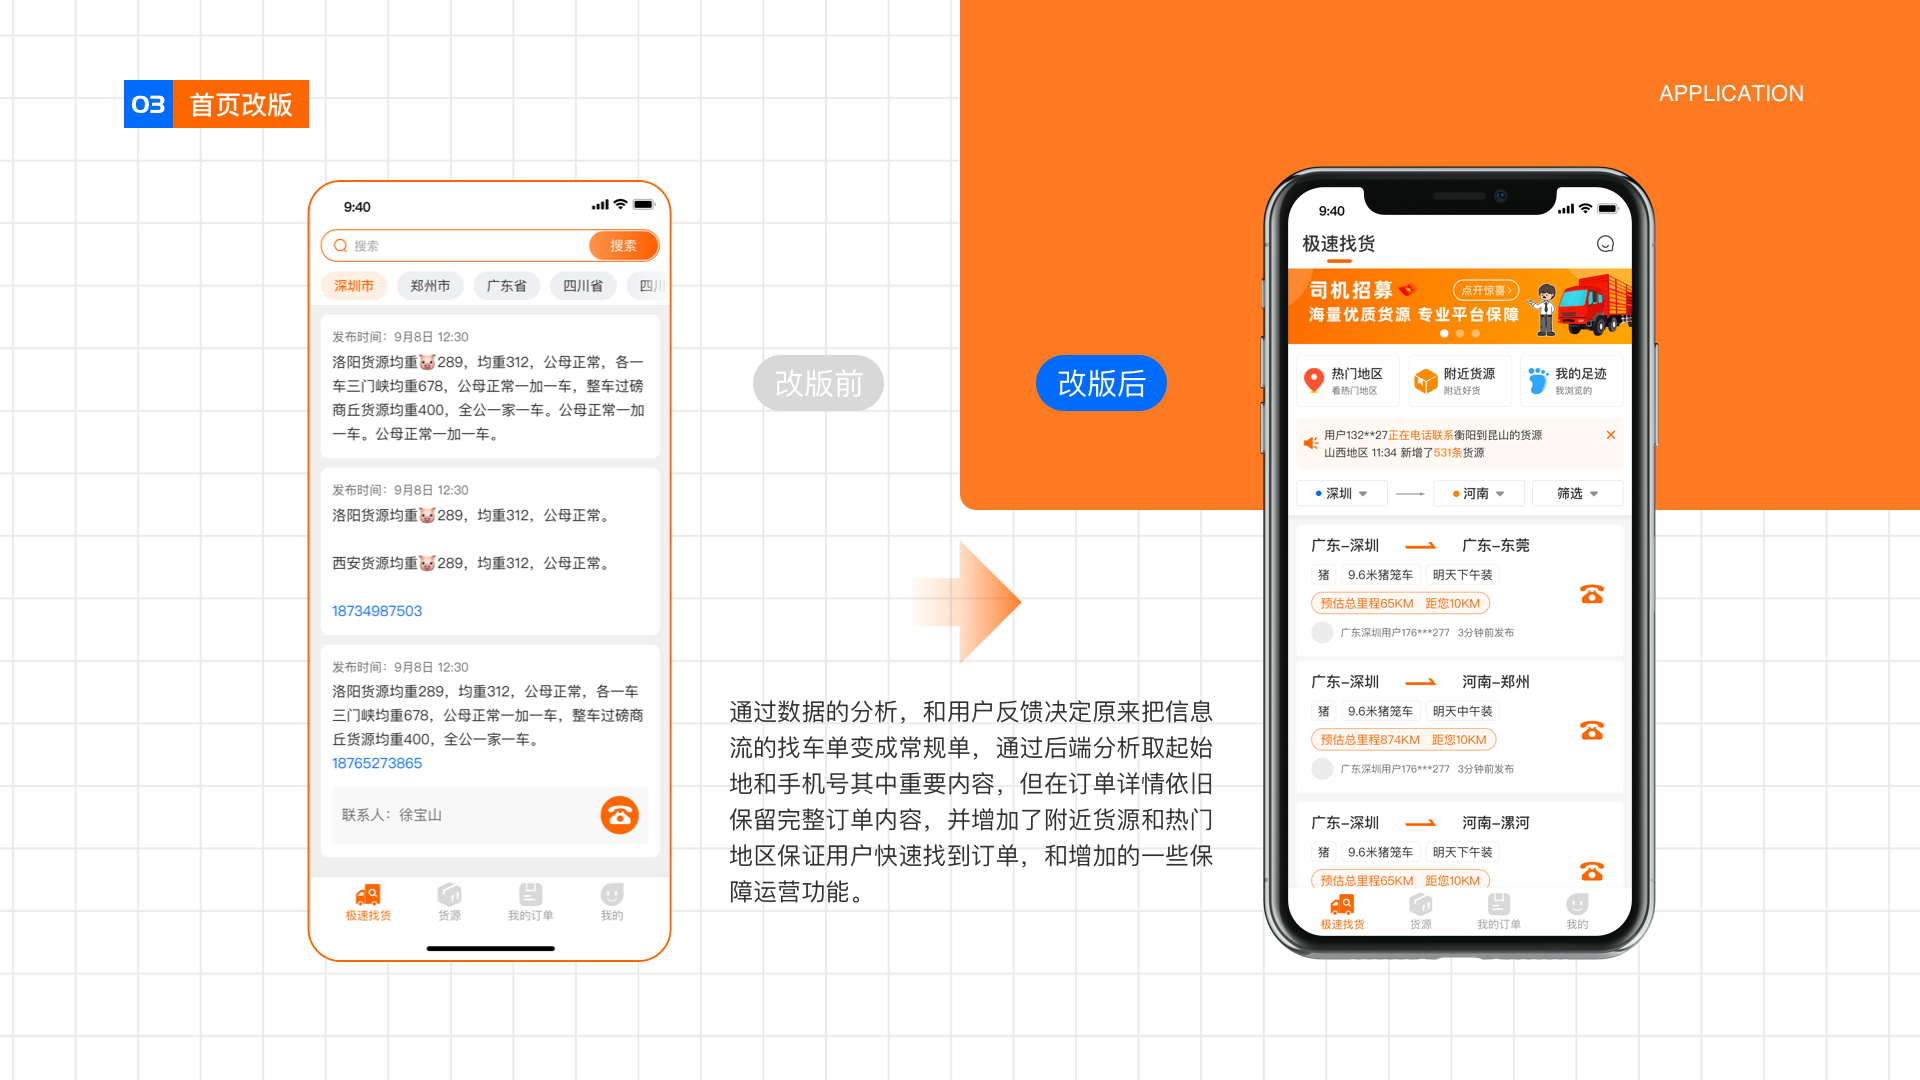 03 首页改版
APPLICATION
9:40
搜索 搜索
深圳市 郑州市 广东省 四川省 四川
发布时间：9月8日 12:30
洛阳货源均重🐷289，均重312，公母正常，各一
车三门峡均重678，公母正常一加一车，整车过磅
商丘货源均重400，全公一家一车。公母正常一加
一车。公母正常一加一车。
发布时间：9月8日 12:30
洛阳货源均重🐷289，均重312，公母正常。
西安货源均重🐷289，均重312，公母正常。
18734987503
发布时间：9月8日 12:30
洛阳货源均重289，均重312，公母正常，各一车
三门峡均重678，公母正常一加一车，整车过磅商
丘货源均重400，全公一家一车。
18765273865
联系人：徐宝山
极速找货 货源 我的订单 我的
改版前
改版后
通过数据的分析，和用户反馈决定原来把信息
流的找车单变成常规单，通过后端分析取起始
地和手机号其中重要内容，但在订单详情依旧
保留完整订单内容，并增加了附近货源和热门
地区保证用户快速找到订单，和增加的一些保
障运营功能。
9:40
极速找货
司机招募 点开惊喜>
海量优质货源 专业平台保障
热门地区 附近货源 我的足迹
看热门地区 附近好货 我浏览的
用户132**27正在电话联系衡阳到昆山的货源
山西地区 11:34 新增了531条货源
深圳 河南 筛选
广东-深圳 广东-东莞
猪 9.6米猪笼车 明天下午装
预估总里程65KM 距您10KM
广东深圳用户176***277 3分钟前发布
广东-深圳 河南-郑州
猪 9.6米猪笼车 明天中午装
预估总里程874KM 距您10KM
广东深圳用户176***277 3分钟前发布
广东-深圳 河南-漯河
猪 9.6米猪笼车 明天下午装
预估总里程65KM 距您10KM
极速找货 货源 我的订单 我的